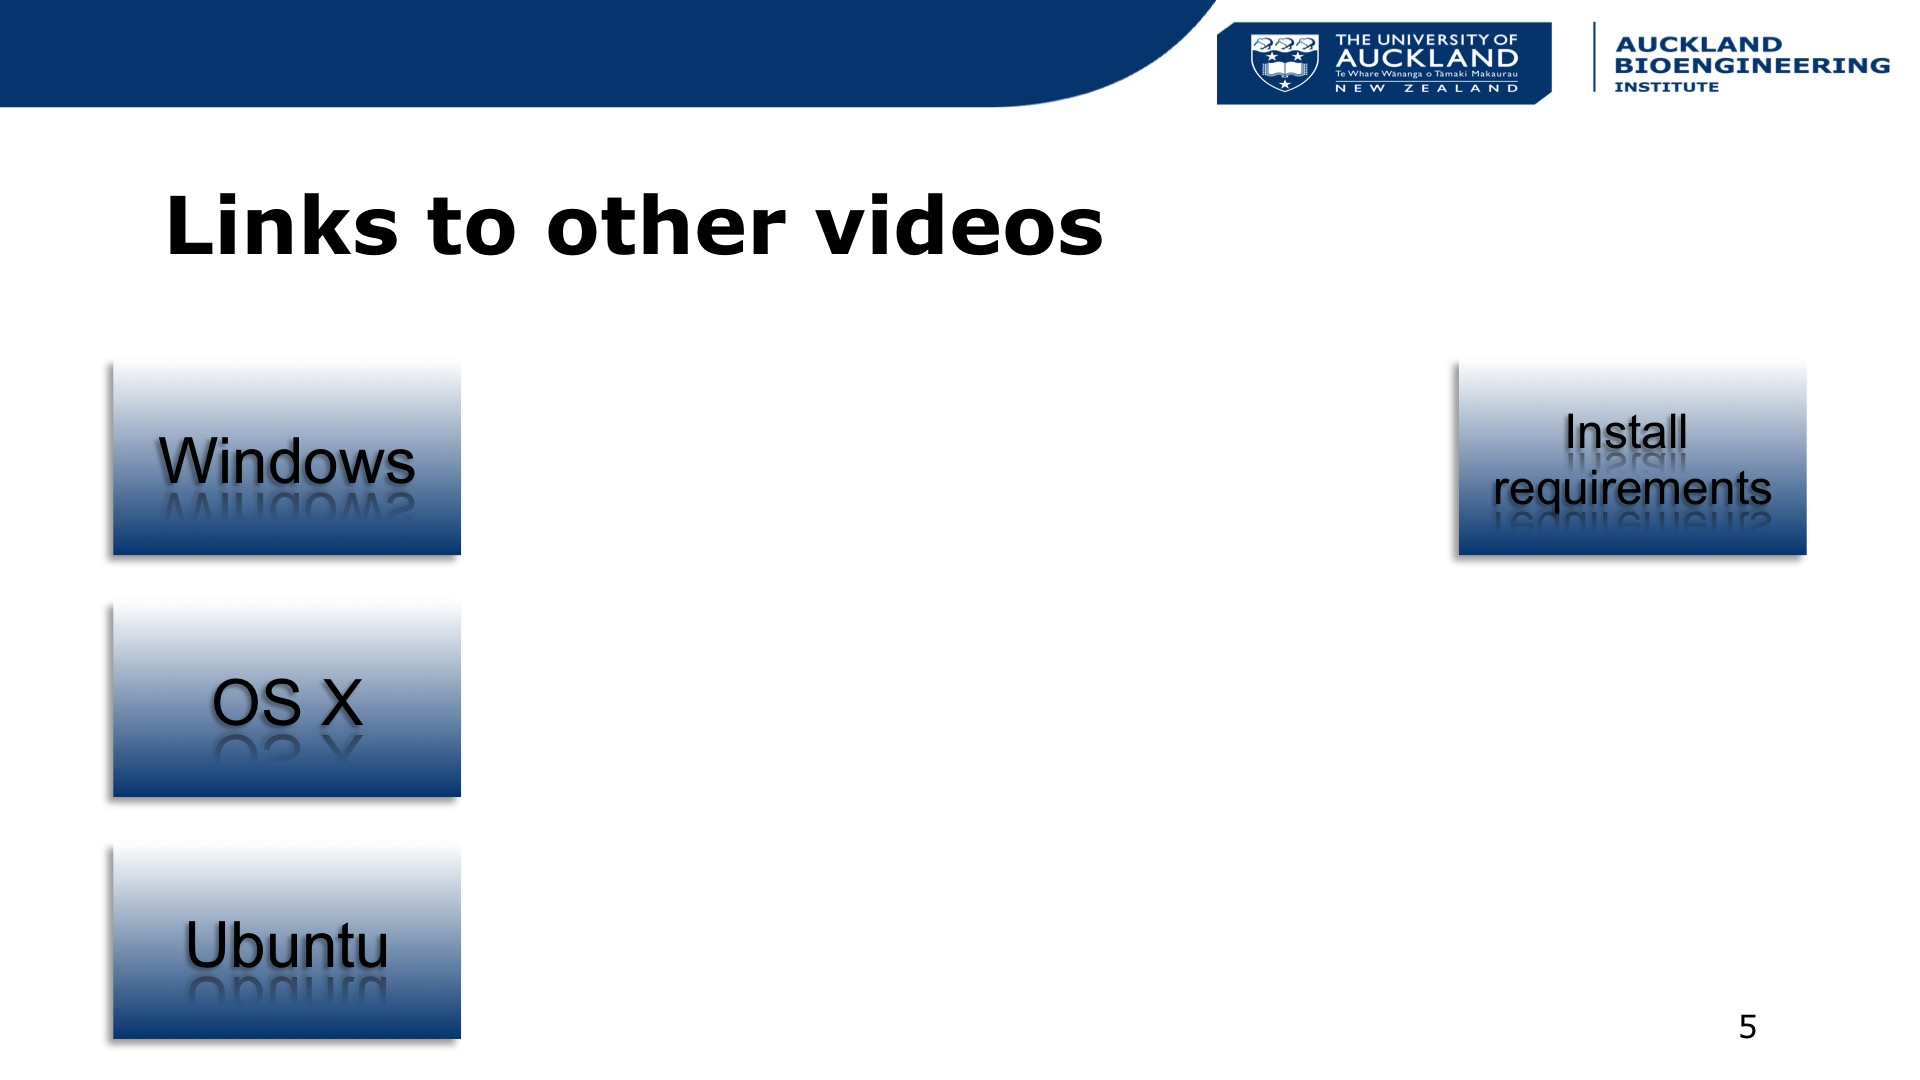 THE UNIVERSITY OF
AUCKLAND
Te Whare Wānanga o Tāmaki Makaurau
NEW ZEALAND
AUCKLAND
BIOENGINEERING
INSTITUTE
Links to other videos
Windows
Install
requirements
OS X
Ubuntu
5